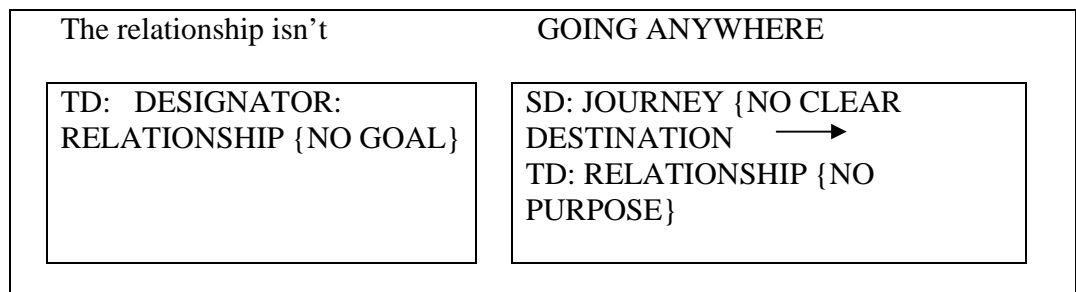 The relationship isn’t GOING ANYWHERE
TD: DESIGNATOR:
RELATIONSHIP {NO GOAL}
SD: JOURNEY {NO CLEAR
DESTINATION
TD: RELATIONSHIP {NO
PURPOSE}